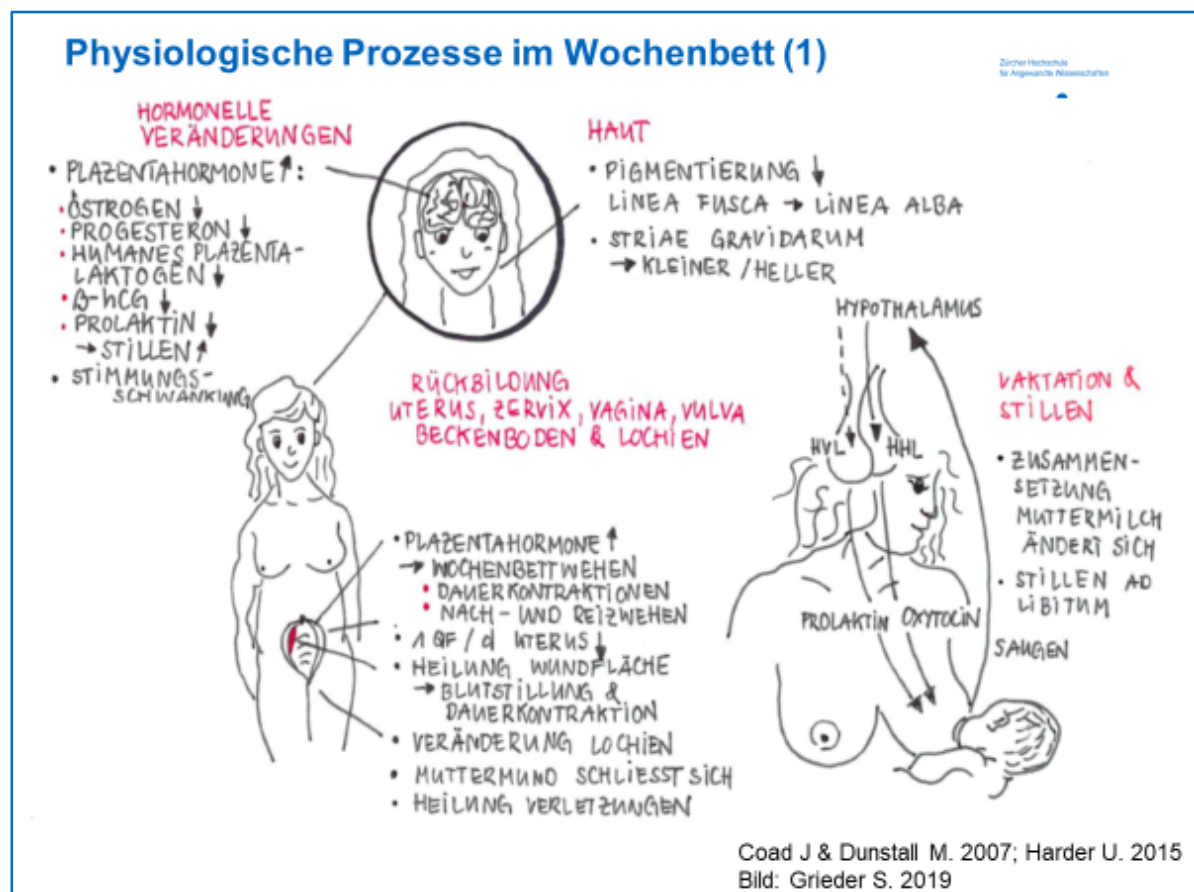 Physiologische Prozesse im Wochenbett (1)
Zürcher Hochschule
für Angewandte Wissenschaften
HORMONELLE
VERÄNDERUNGEN
• PLAZENTAHORMONE ↑:
• ÖSTROGEN ↓
• PROGESTERON ↓
• HUMANES PLAZENTA-
LAKTOGEN ↓
• β-hCG ↓
• PROLAKTIN ↓
→ STILLEN ↑
• STIMMUNGS-
SCHWANKUNG
HAUT
• PIGMENTIERUNG ↓
LINEA FUSCA → LINEA ALBA
• STRIAE GRAVIDARUM
→ KLEINER / HELLER
RÜCKBILDUNG
UTERUS, ZERVIX, VAGINA, VULVA
BECKENBODEN & LOCHIEN
• PLAZENTAHORMONE ↑
→ WOCHENBETTWEHEN
• DAUERKONTRAKTIONEN
• NACH- UND REIZWEHEN
• 1 QF / d UTERUS ↓
• HEILUNG WUNDFLÄCHE
→ BLUTSTILLUNG &
DAUERKONTRAKTION
• VERÄNDERUNG LOCHIEN
• MUTTERMUND SCHLIESST SICH
• HEILUNG VERLETZUNGEN
HYPOTHALAMUS
HVL HHL
PROLAKTIN OXYTOCIN
SAUGEN
VAKTATION &
STILLEN
• ZUSAMMEN-
SETZUNG
MUTTERMILCH
ÄNDERT SICH
• STILLEN AD
LIBITUM
Coad J & Dunstall M. 2007; Harder U. 2015
Bild: Grieder S. 2019